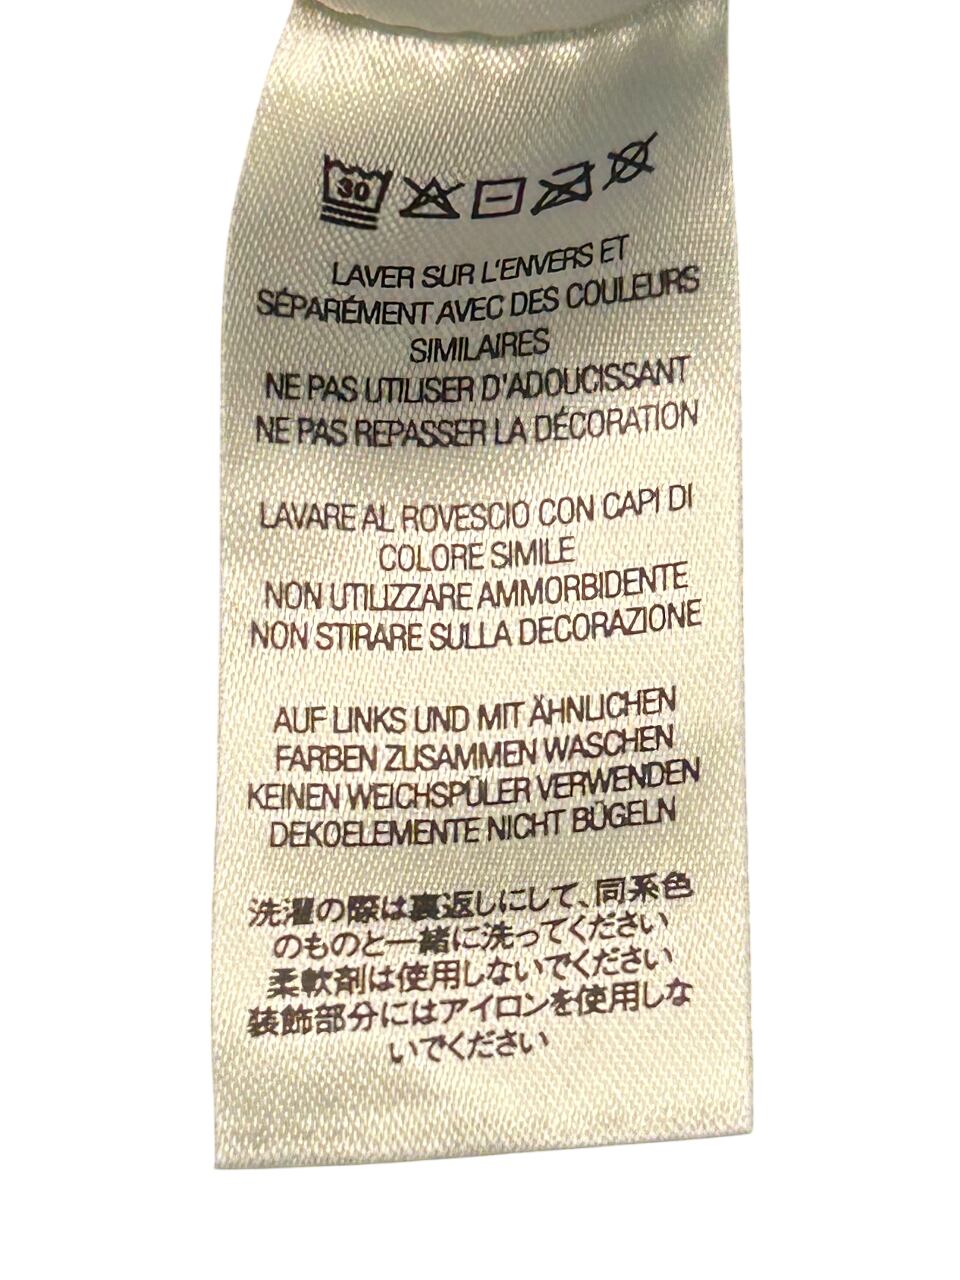 30
LAVER SUR L'ENVERS ET
SÉPARÉMENT AVEC DES COULEURS
SIMILAIRES
NE PAS UTILISER D'ADOUCISSANT
NE PAS REPASSER LA DÉCORATION
LAVARE AL ROVESCIO CON CAPI DI
COLORE SIMILE
NON UTILIZZARE AMMORBIDENTE
NON STIRARE SULLA DECORAZIONE
AUF LINKS UND MIT ÄHNLICHEN
FARBEN ZUSAMMEN WASCHEN
KEINEN WEICHSPÜLER VERWENDEN
DEKOELEMENTE NICHT BÜGELN
洗濯の際は裏返しにして、同系色
のものと一緒に洗ってください
柔軟剤は使用しないでください
装飾部分にはアイロンを使用しな
いでください